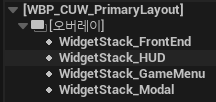 [WBP_CUW_PrimaryLayout]
[오버레이]
WidgetStack_FrontEnd
WidgetStack_HUD
WidgetStack_GameMenu
WidgetStack_Modal